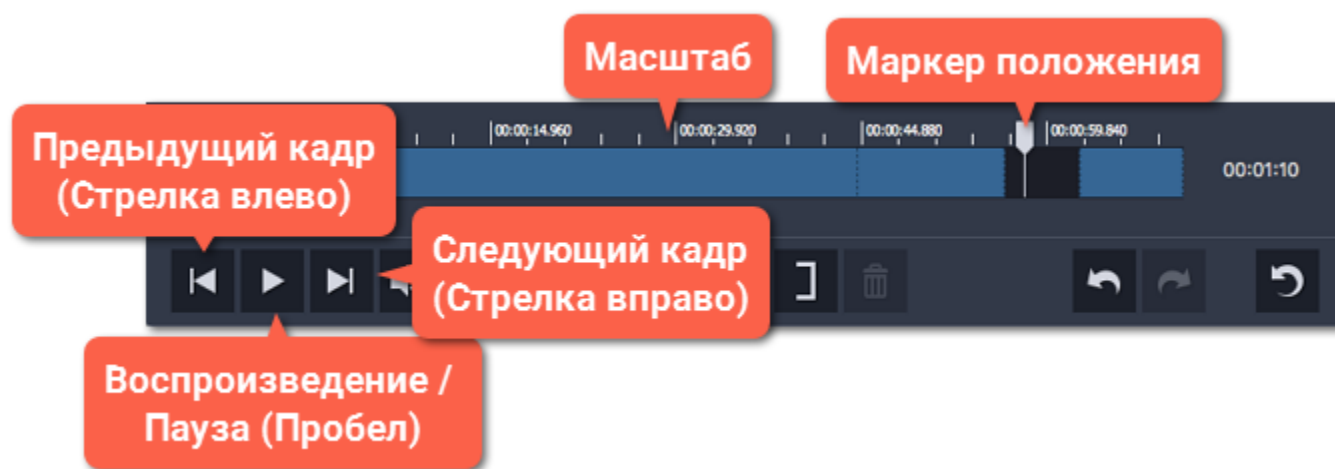 Масштаб
Маркер положения
Предыдущий кадр
(Стрелка влево)
00:00:14.960
00:00:29.920
00:00:44.880
00:00:59.840
00:01:10
Следующий кадр
(Стрелка вправо)
Воспроизведение /
Пауза (Пробел)